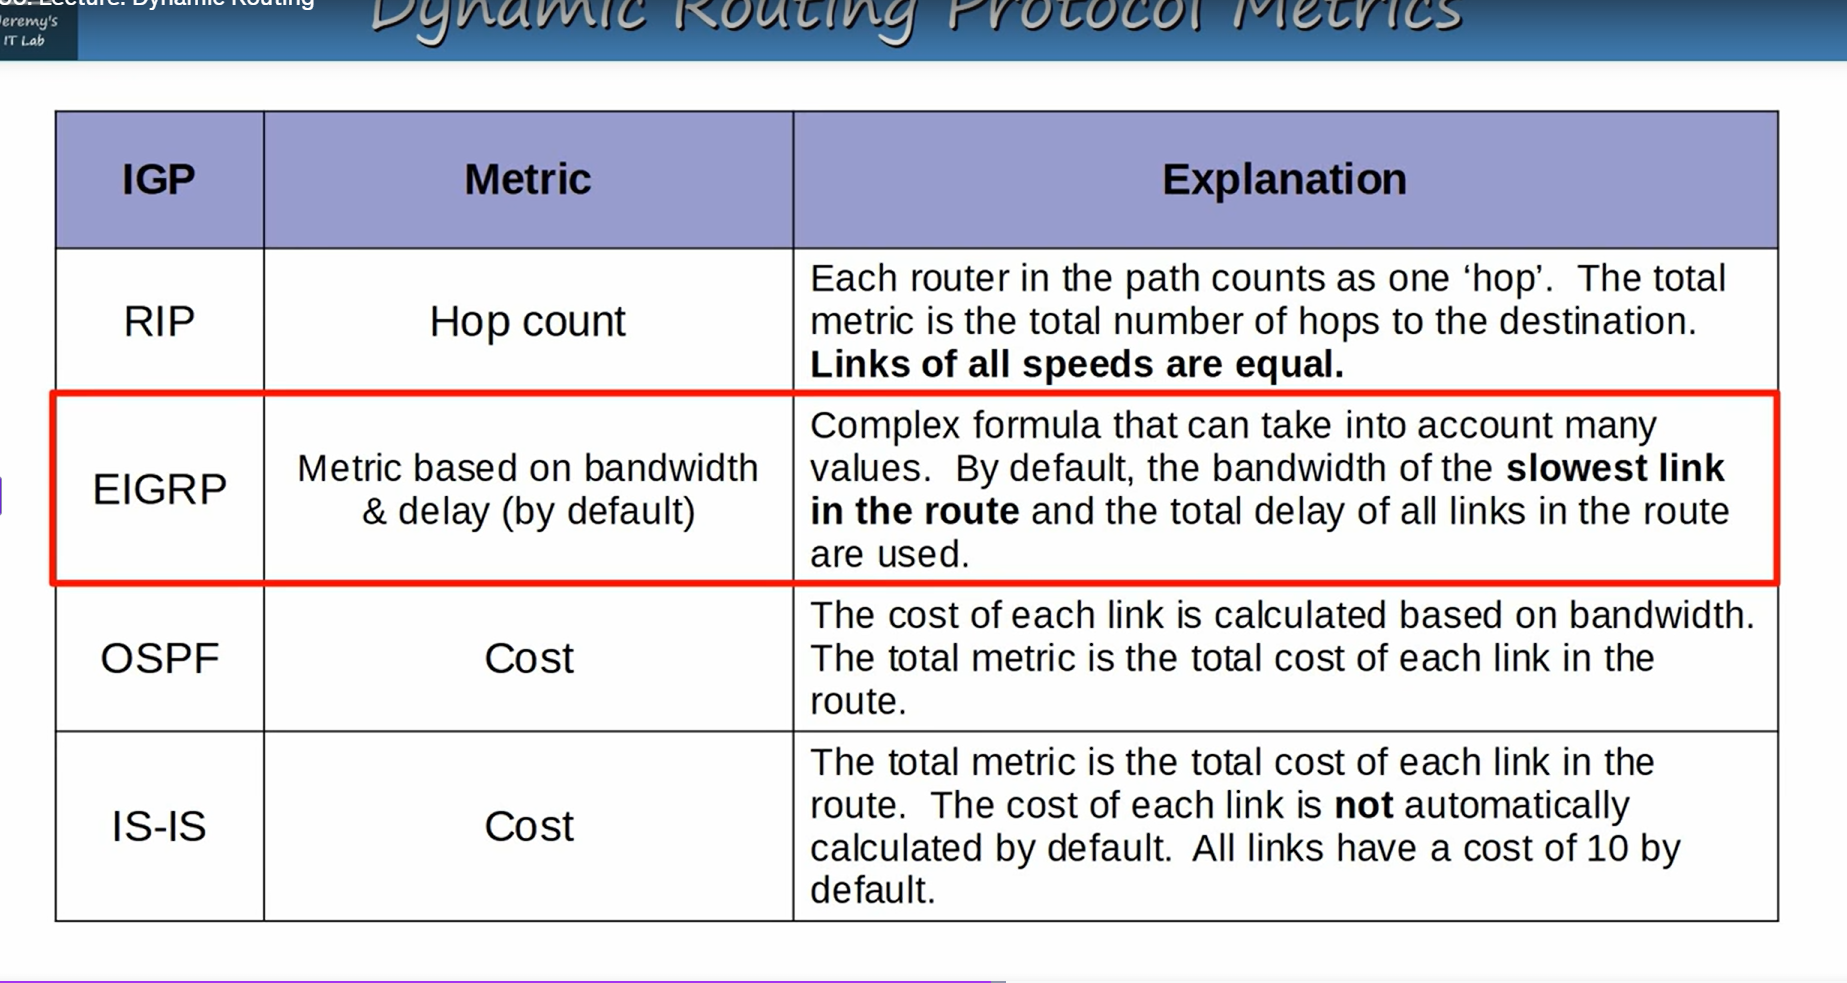 Lecture: Dynamic Routing
Jeremy's
IT Lab
Dynamic Routing Protocol Metrics
IGP
Metric
Explanation
RIP
Hop count
Each router in the path counts as one ‘hop’.  The total
metric is the total number of hops to the destination.
Links of all speeds are equal.
EIGRP
Metric based on bandwidth
& delay (by default)
Complex formula that can take into account many
values.  By default, the bandwidth of the slowest link
in the route and the total delay of all links in the route
are used.
OSPF
Cost
The cost of each link is calculated based on bandwidth.
The total metric is the total cost of each link in the
route.
IS-IS
Cost
The total metric is the total cost of each link in the
route.  The cost of each link is not automatically
calculated by default.  All links have a cost of 10 by
default.